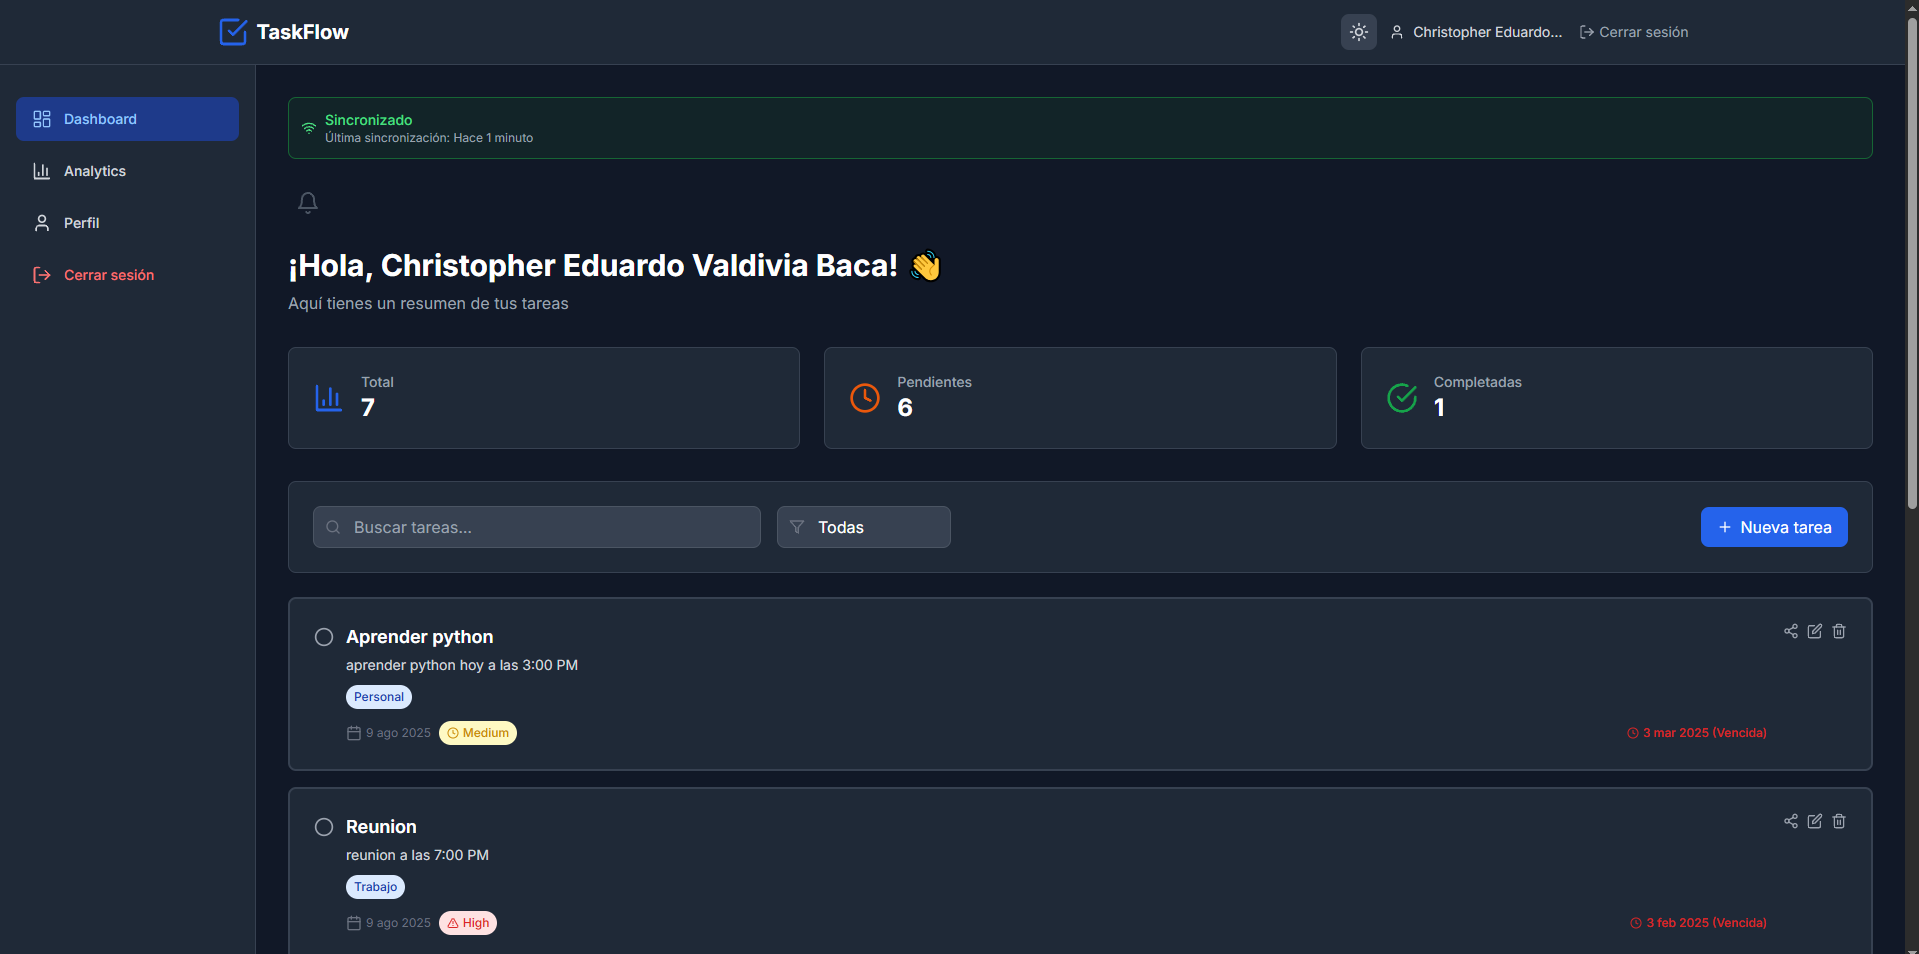 TaskFlow
Christopher Eduardo...
Cerrar sesión
Dashboard
Analytics
Perfil
Cerrar sesión
Sincronizado
Última sincronización: Hace 1 minuto
¡Hola, Christopher Eduardo Valdivia Baca! 👋
Aquí tienes un resumen de tus tareas
Total
7
Pendientes
6
Completadas
1
Buscar tareas...
Todas
Nueva tarea
Aprender python
aprender python hoy a las 3:00 PM
Personal
9 ago 2025 Medium
3 mar 2025 (Vencida)
Reunion
reunion a las 7:00 PM
Trabajo
9 ago 2025 High
3 feb 2025 (Vencida)